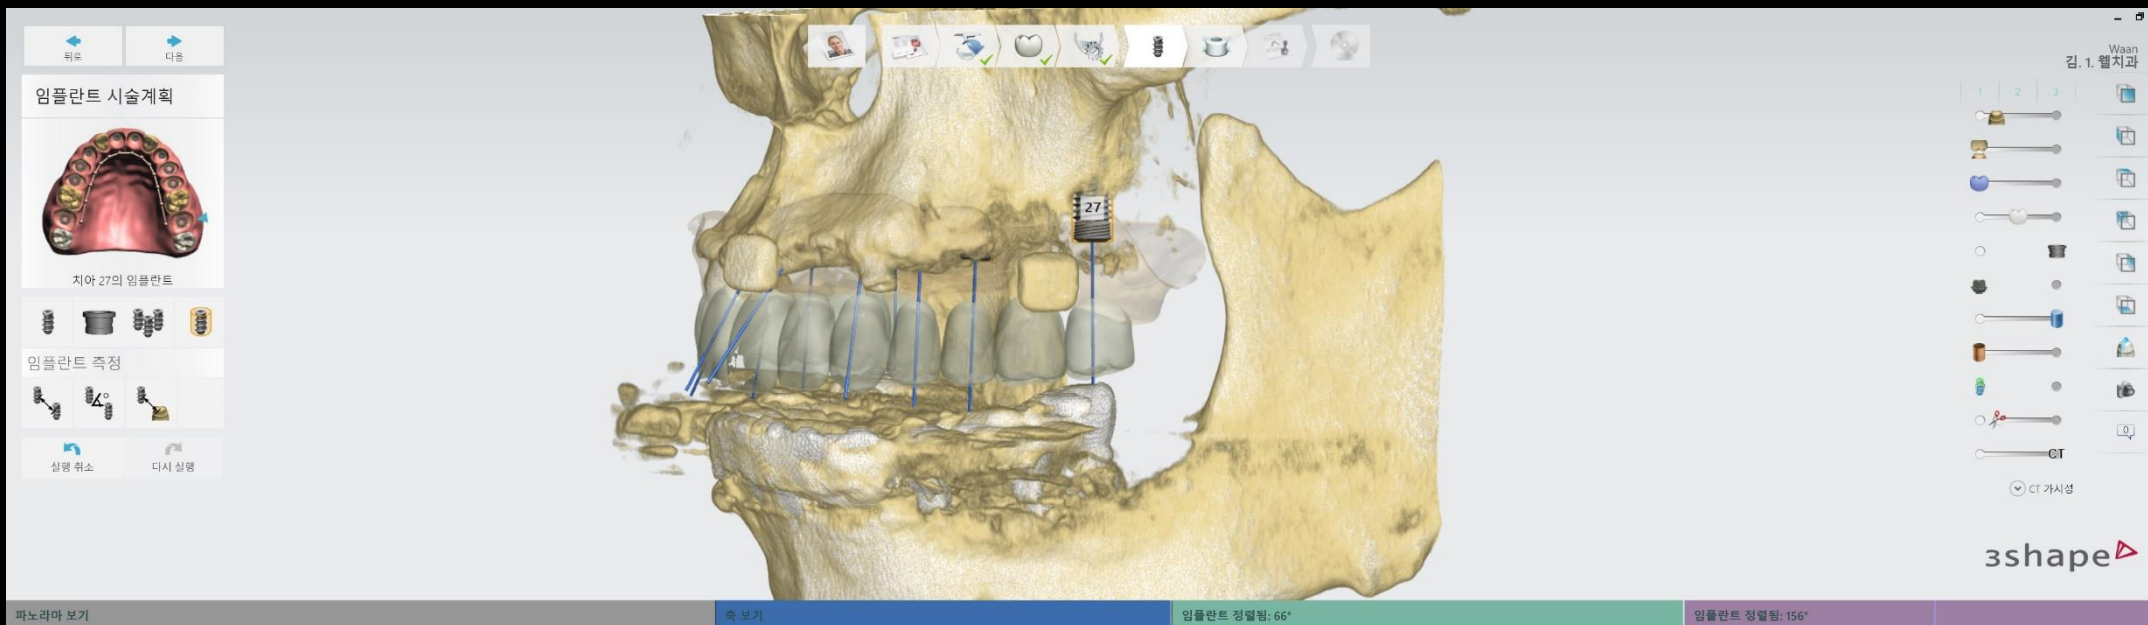 뒤로
다음
임플란트 시술계획
치아 27의 임플란트
임플란트 측정
실행 취소
다시 실행
27
Waan
김. 1. 웰치과
1 2 3
0
CT
CT 가시성
3shape
파노라마 보기
축 보기
임플란트 정렬됨: 66°
임플란트 정렬됨: 156°